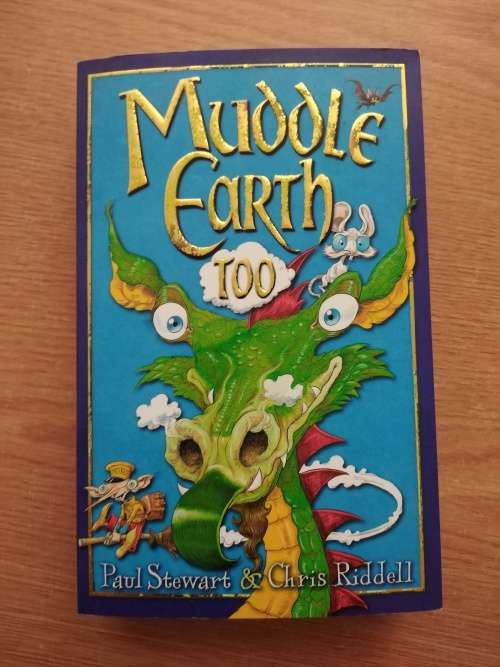 Muddle
Earth
TOO
Paul Stewart & Chris Riddell